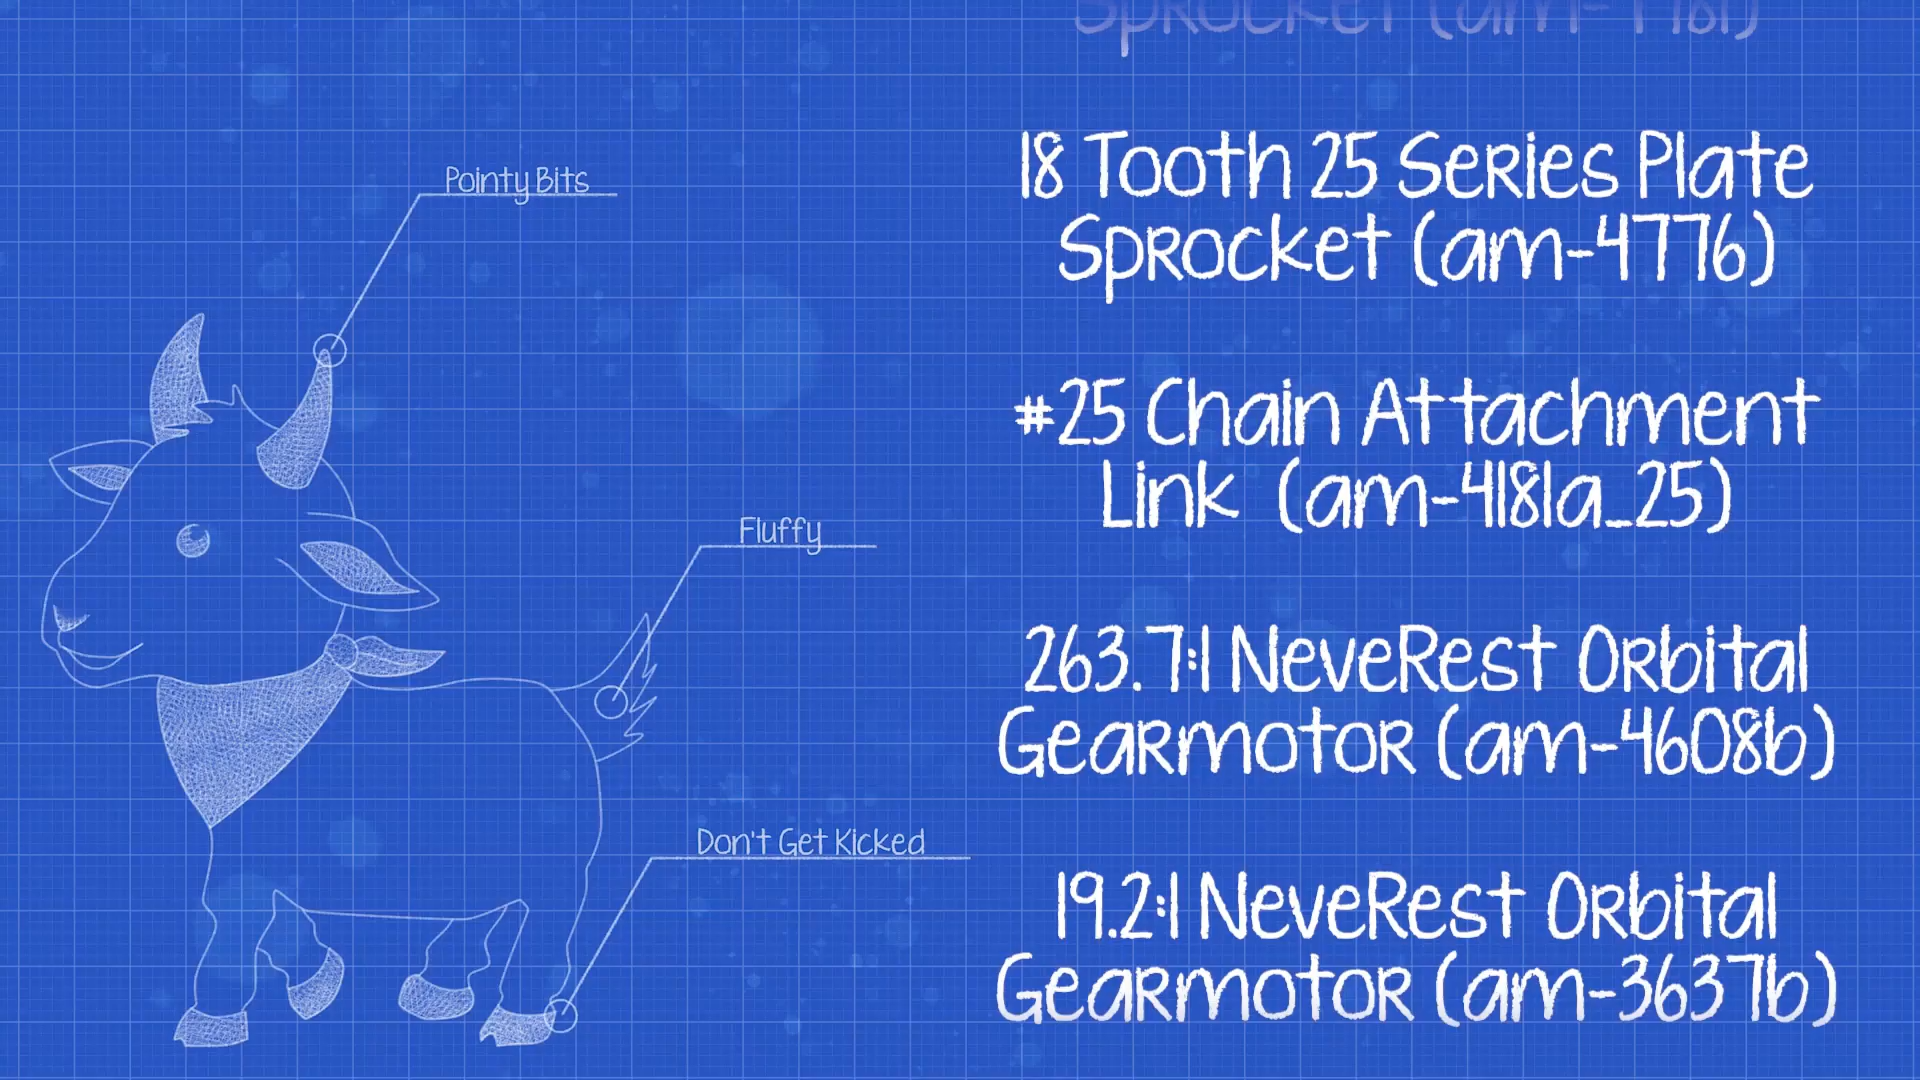 Sprocket
Pointy Bits
Fluffy
Don't Get Kicked
18 Tooth 25 Series Plate
Sprocket (am-4776)
#25 Chain Attachment
Link (am-4181a_25)
263.7:1 NeveRest Orbital
Gearmotor (am-4608b)
19.2:1 NeveRest Orbital
Gearmotor (am-3637b)